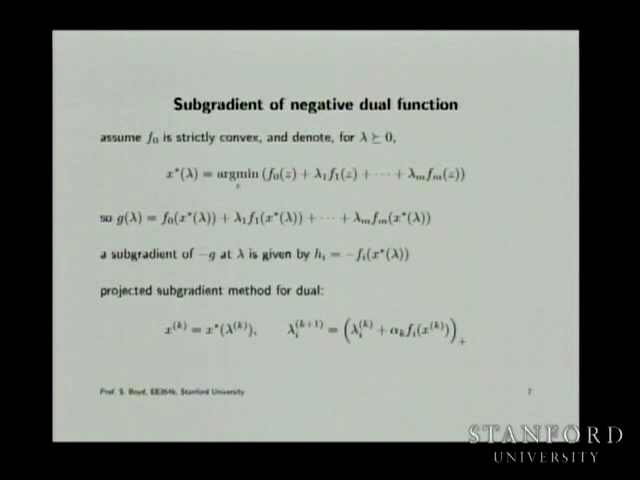 Subgradient of negative dual function
assume f₀ is strictly convex, and denote, for λ ⪰ 0,
x*(λ) = argmin (f₀(z) + λ₁f₁(z) + ··· + λₘfₘ(z))
z
so g(λ) = f₀(x*(λ)) + λ₁f₁(x*(λ)) + ··· + λₘfₘ(x*(λ))
a subgradient of −g at λ is given by hᵢ = −fᵢ(x*(λ))
projected subgradient method for dual:
x⁽ᵏ⁾ = x*(λ⁽ᵏ⁾), λᵢ⁽ᵏ⁺¹⁾ = (λᵢ⁽ᵏ⁾ + αₖfᵢ(x⁽ᵏ⁾))₊
Prof. S. Boyd, EE364b, Stanford University 7
STANFORD
UNIVERSITY